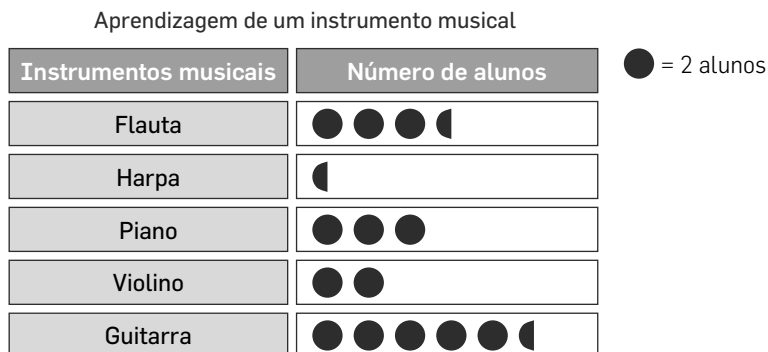 Aprendizagem de um instrumento musical
Instrumentos musicais Número de alunos
= 2 alunos
Flauta
Harpa
Piano
Violino
Guitarra